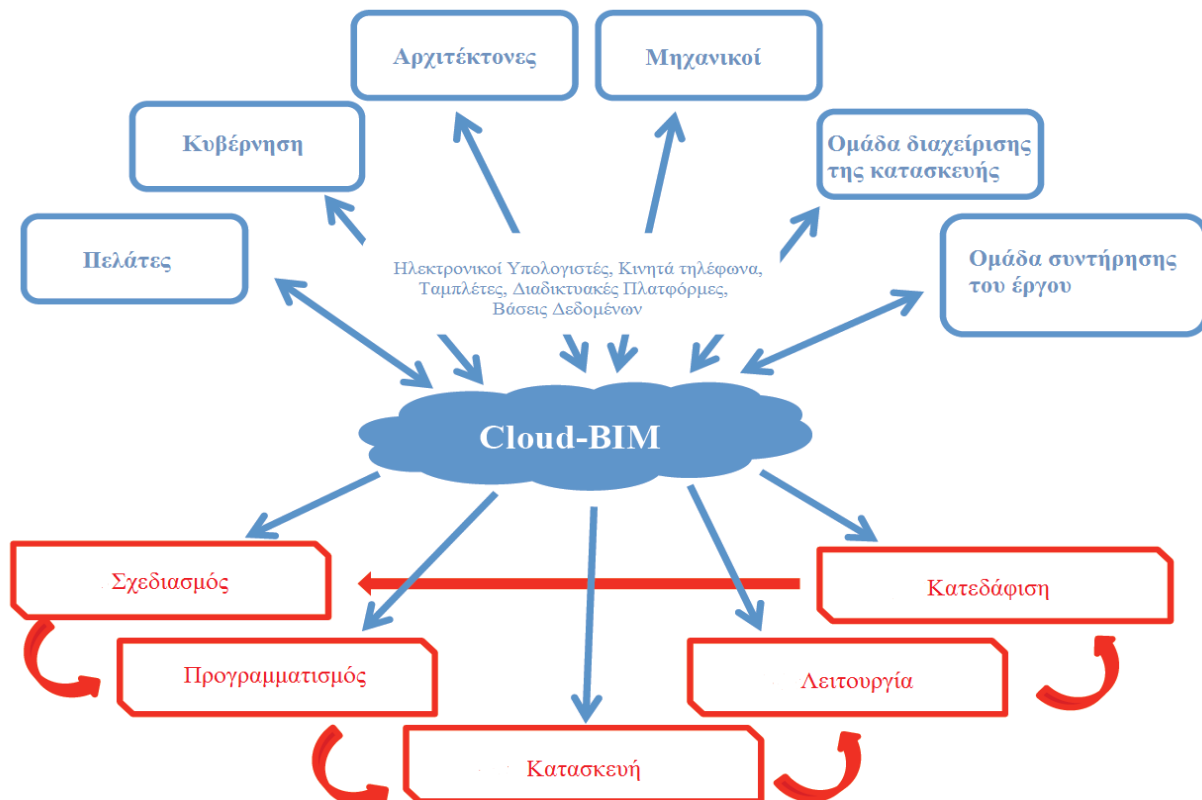 Αρχιτέκτονες
Μηχανικοί
Κυβέρνηση
Ομάδα διαχείρισης
της κατασκευής
Πελάτες
Ομάδα συντήρησης
του έργου
Ηλεκτρονικοί Υπολογιστές, Κινητά τηλέφωνα,
Ταμπλέτες, Διαδικτυακές Πλατφόρμες,
Βάσεις Δεδομένων
Cloud-BIM
Σχεδιασμός
Κατεδάφιση
Προγραμματισμός
Λειτουργία
Κατασκευή